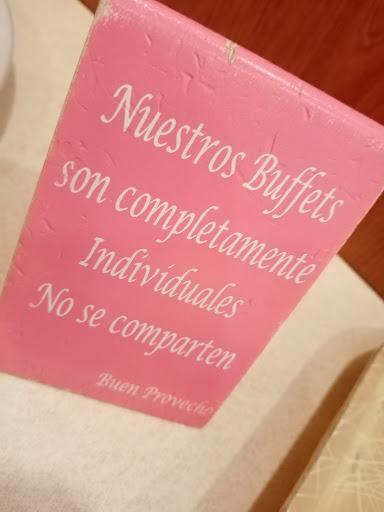 Nuestros Buffets
son completamente
Individuales
No se comparten
Buen Provecho